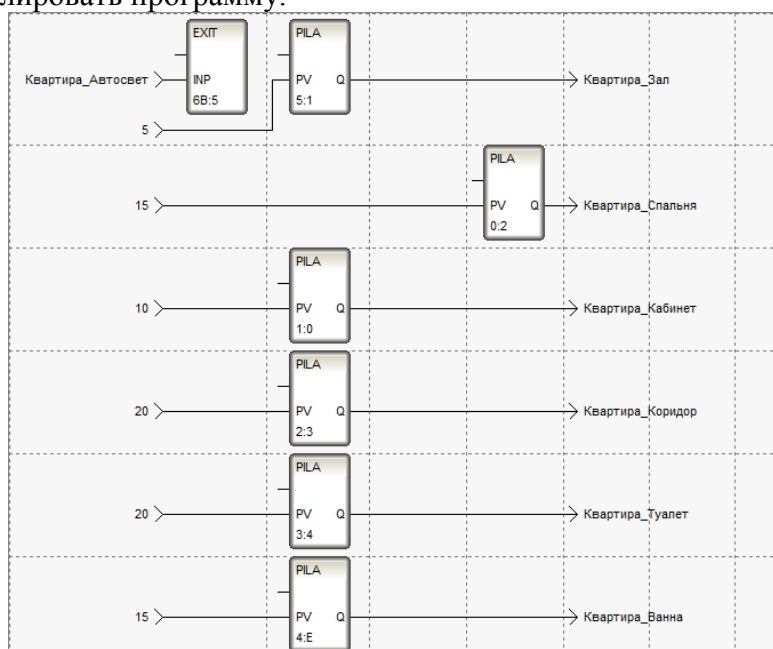 лировать программу.
EXIT PILA
Квартира_Автосвет INP PV Q Квартира_Зал
6B:5 5:1
5
PILA
15 PV Q Квартира_Спальня
0:2
PILA
10 PV Q Квартира_Кабинет
1:0
PILA
20 PV Q Квартира_Коридор
2:3
PILA
20 PV Q Квартира_Туалет
3:4
PILA
15 PV Q Квартира_Ванна
4:E